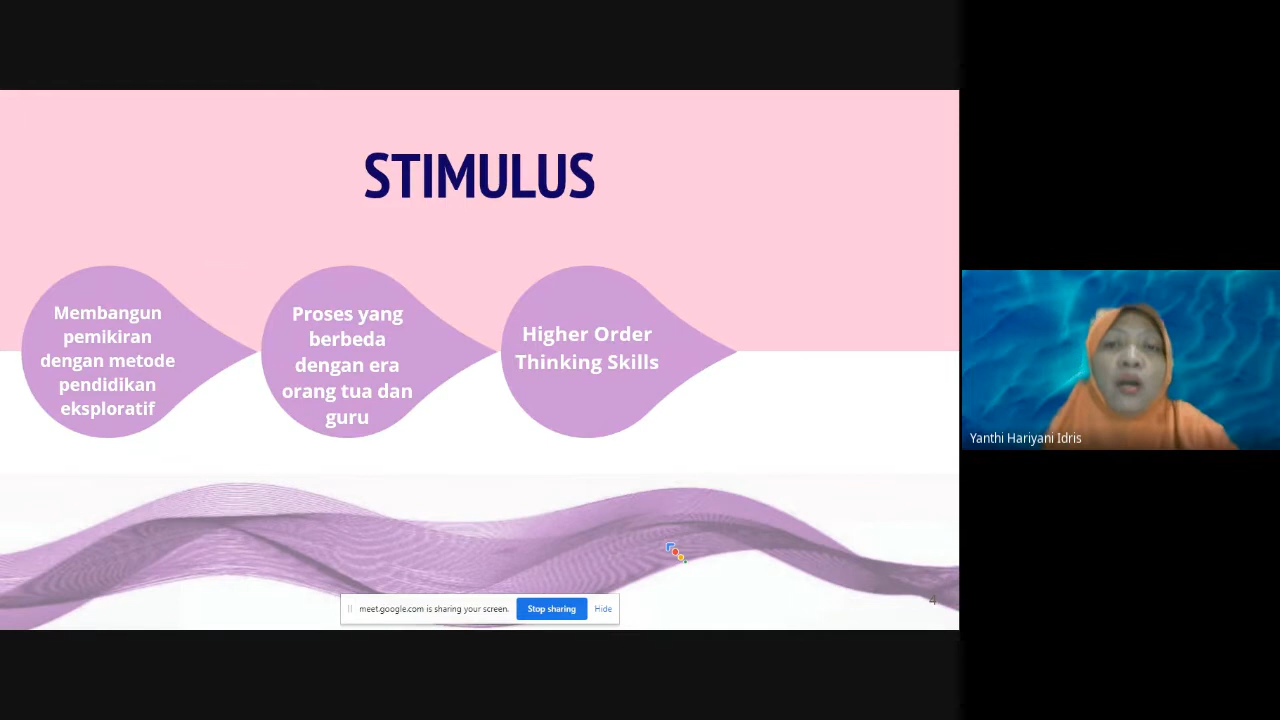 STIMULUS
Membangun
pemikiran
dengan metode
pendidikan
eksploratif
Proses yang
berbeda
dengan era
orang tua dan
guru
Higher Order
Thinking Skills
Yanthi Hariyani Idris
meet.google.com is sharing your screen.
Stop sharing
Hide
4